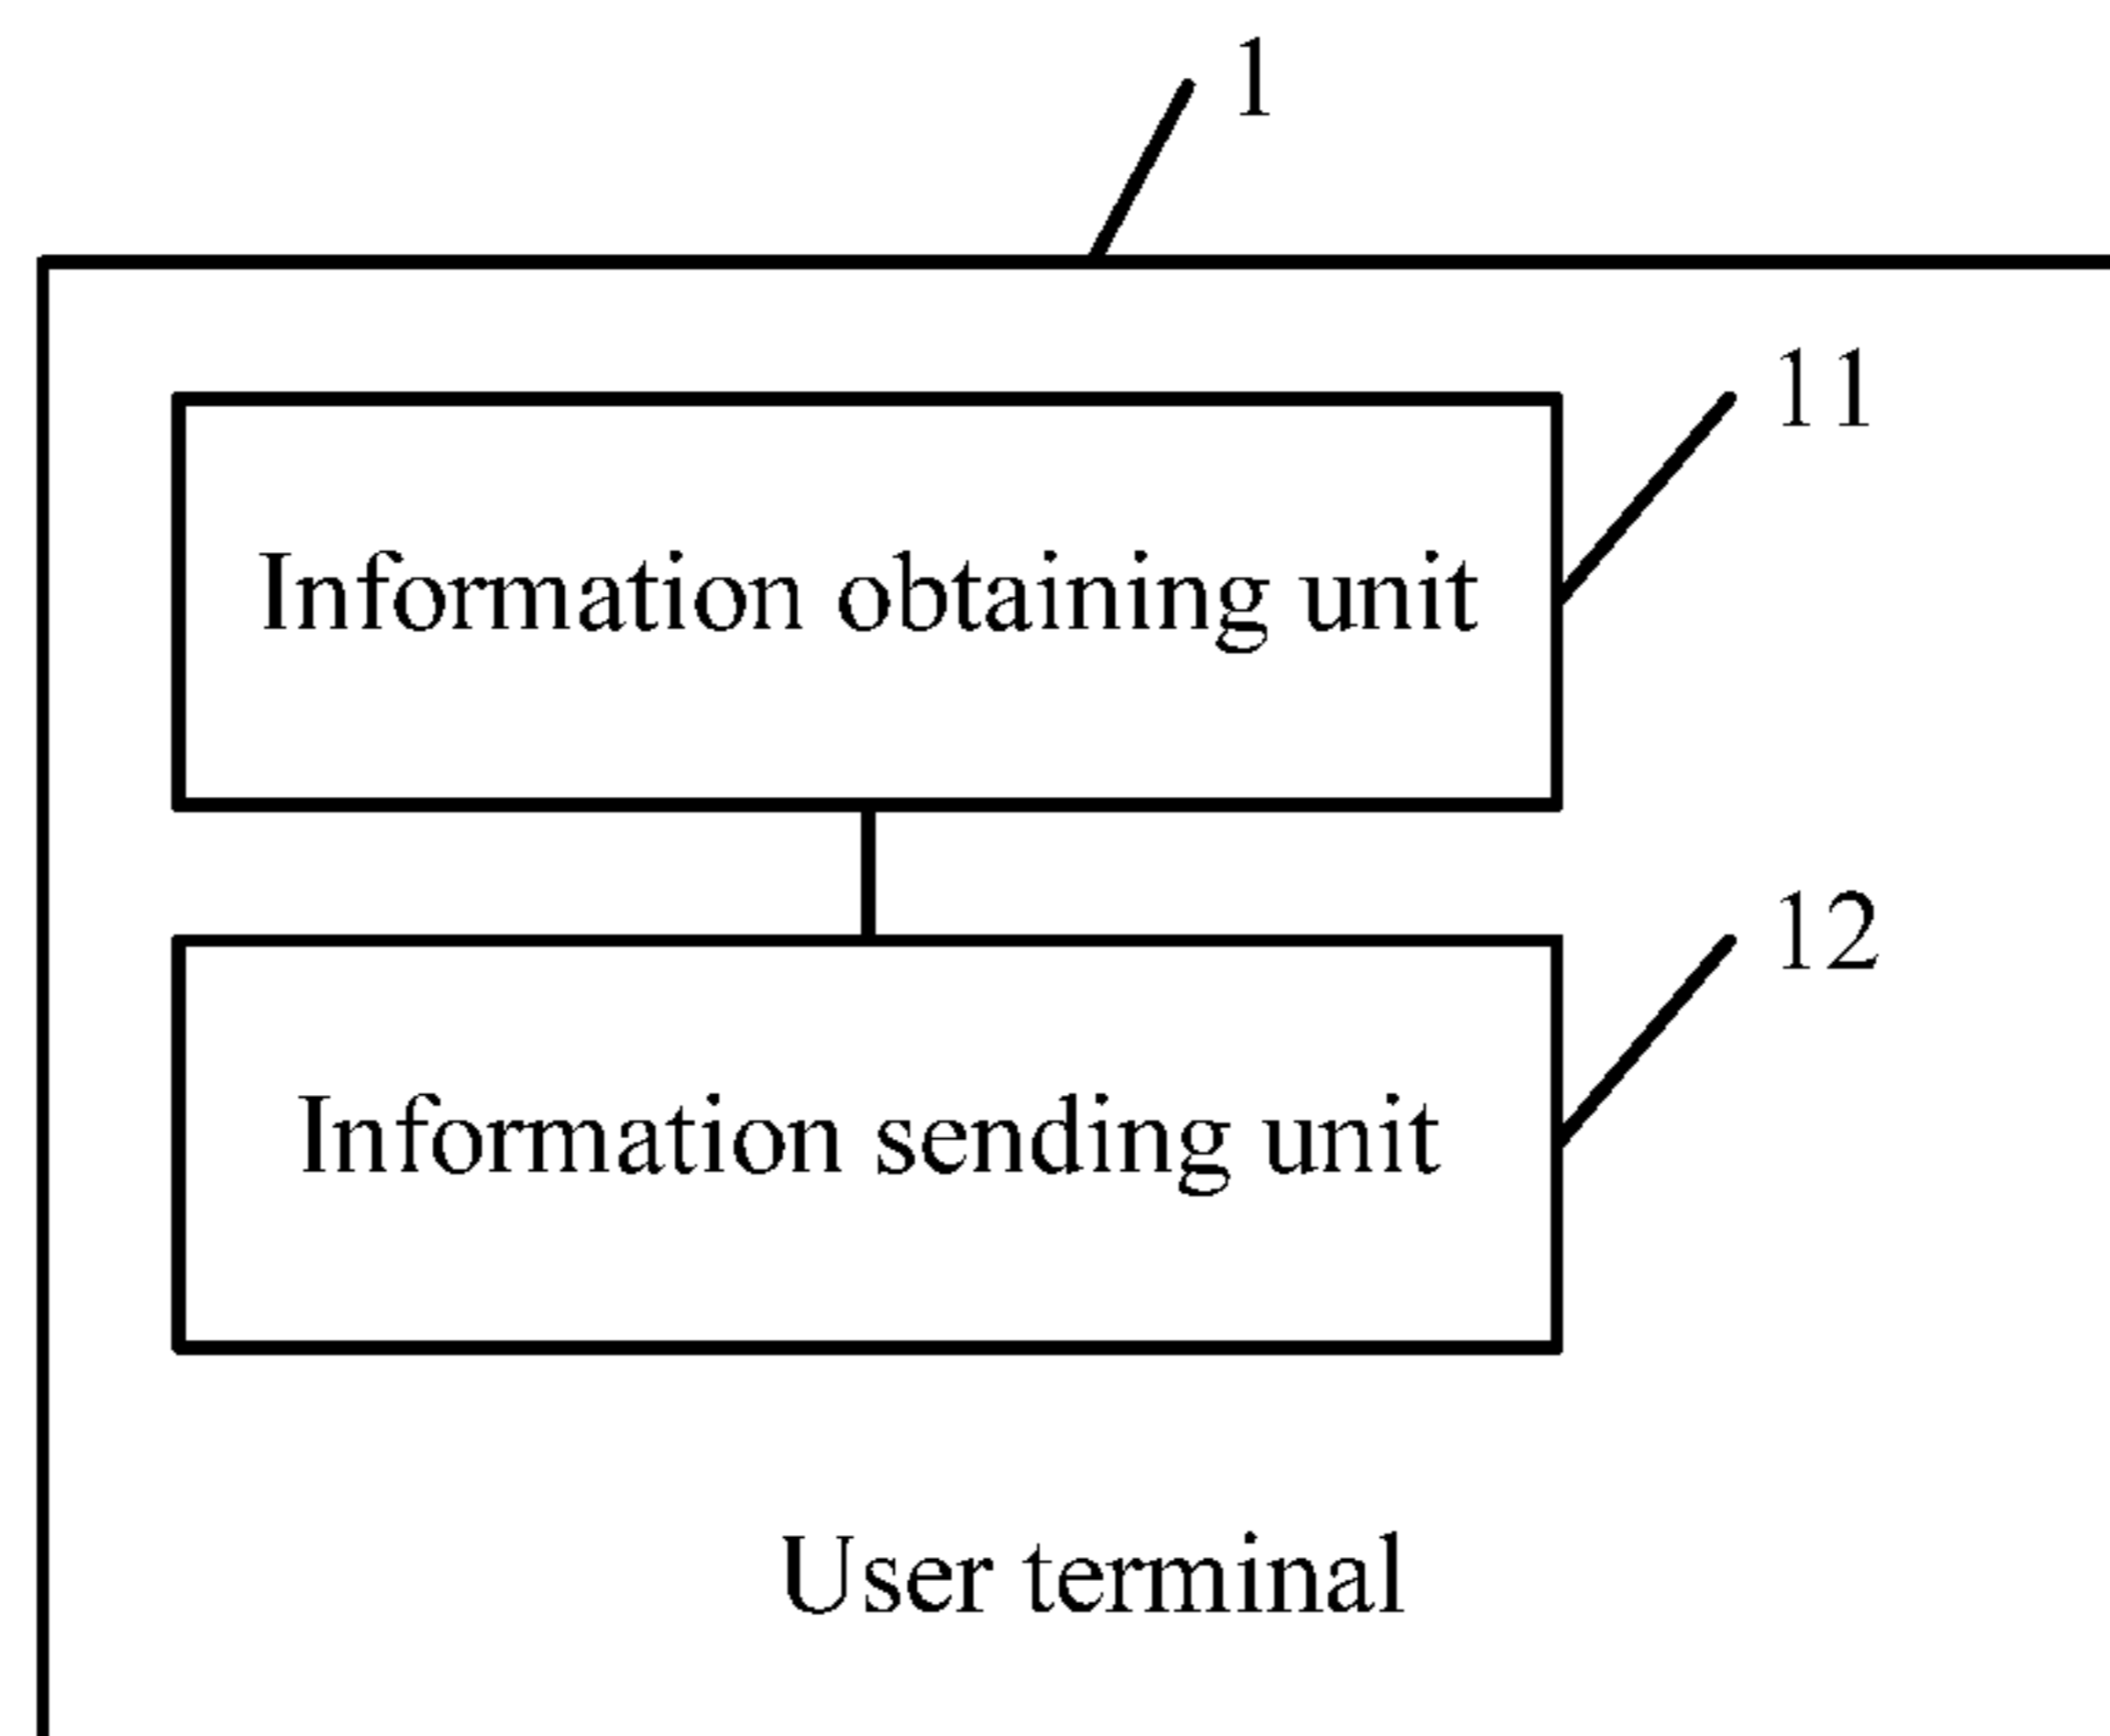 1
11
Information obtaining unit
12
Information sending unit
User terminal